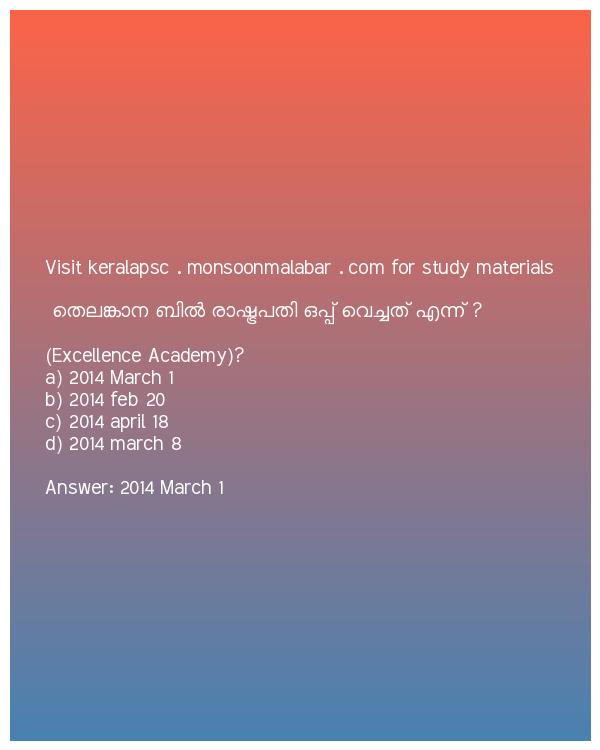 Visit keralapsc . monsoonmalabar . com for study materials
തെലങ്കാന ബിൽ രാഷ്ട്രപതി ഒപ്പ് വെച്ചത് എന്ന് ?
(Excellence Academy)?
a) 2014 March 1
b) 2014 feb 20
c) 2014 april 18
d) 2014 march 8
Answer: 2014 March 1